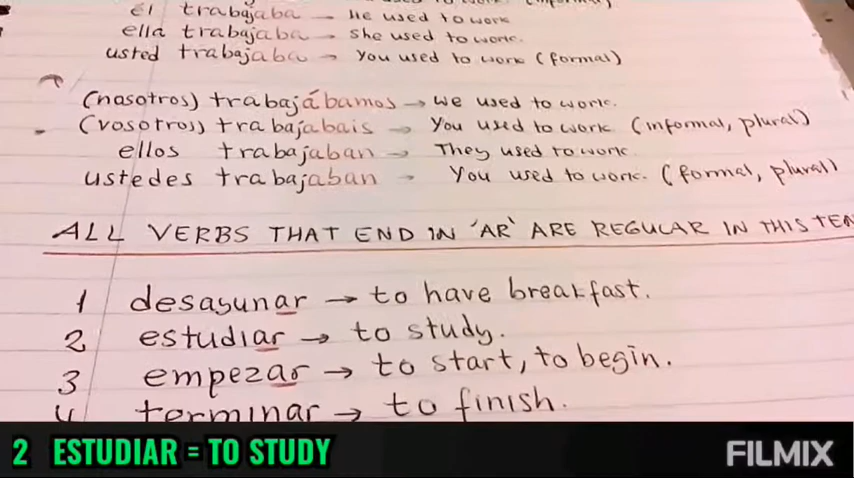 él trabajaba - He used to work
ella trabajaba - she used to work.
usted trabajaba → You used to work (formal)
(nosotros) trabajábamos → we used to work.
(vosotros) trabajabais → You used to work (informal, plural)
ellos trabajaban → They used to work
ustedes trabajaban - You used to work. (formal, plural)
ALL VERBS THAT END IN 'AR' ARE REGULAR IN THIS TEN
1 desayunar → to have breakfast.
2 estudiar → to study.
3 empezar → to start, to begin.
4 terminar → to finish.
2 ESTUDIAR = TO STUDY
FILMIX